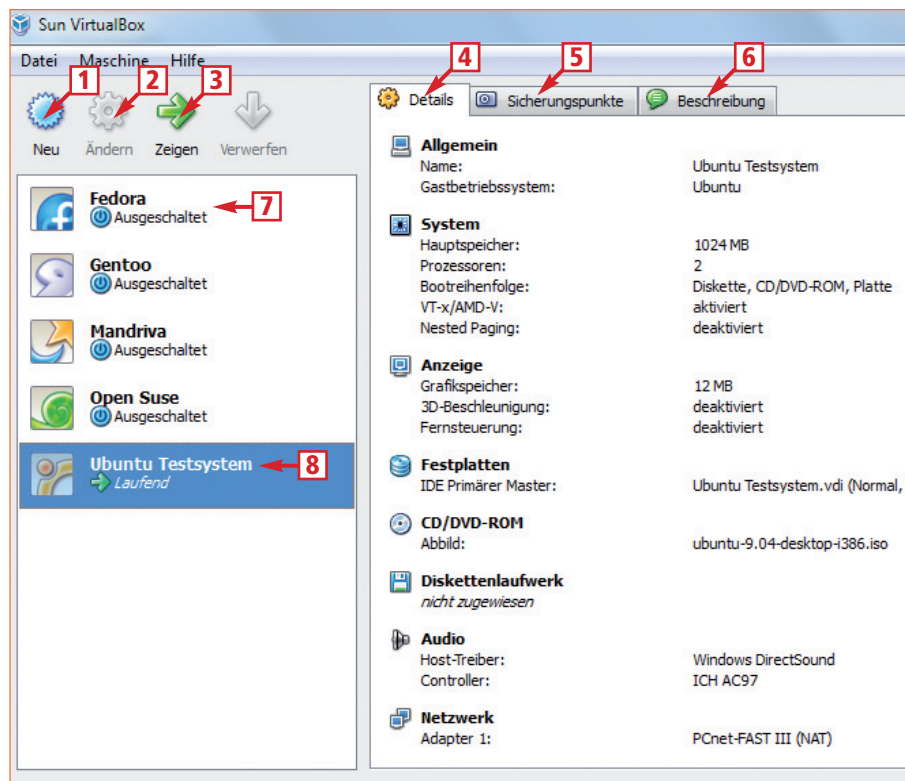 Sun VirtualBox
Datei Maschine Hilfe
1 2 3 4 5 6
Neu Ändern Zeigen Verwerfen
Details Sicherungspunkte Beschreibung
Fedora
Ausgeschaltet 7
Gentoo
Ausgeschaltet
Mandriva
Ausgeschaltet
Open Suse
Ausgeschaltet
Ubuntu Testsystem 8
Laufend
Allgemein
Name: Ubuntu Testsystem
Gastbetriebssystem: Ubuntu
System
Hauptspeicher: 1024 MB
Prozessoren: 2
Bootreihenfolge: Diskette, CD/DVD-ROM, Platte
VT-x/AMD-V: aktiviert
Nested Paging: deaktiviert
Anzeige
Grafikspeicher: 12 MB
3D-Beschleunigung: deaktiviert
Fernsteuerung: deaktiviert
Festplatten
IDE Primärer Master: Ubuntu Testsystem.vdi (Normal,
CD/DVD-ROM
Abbild: ubuntu-9.04-desktop-i386.iso
Diskettenlaufwerk
nicht zugewiesen
Audio
Host-Treiber: Windows DirectSound
Controller: ICH AC97
Netzwerk
Adapter 1: PCnet-FAST III (NAT)